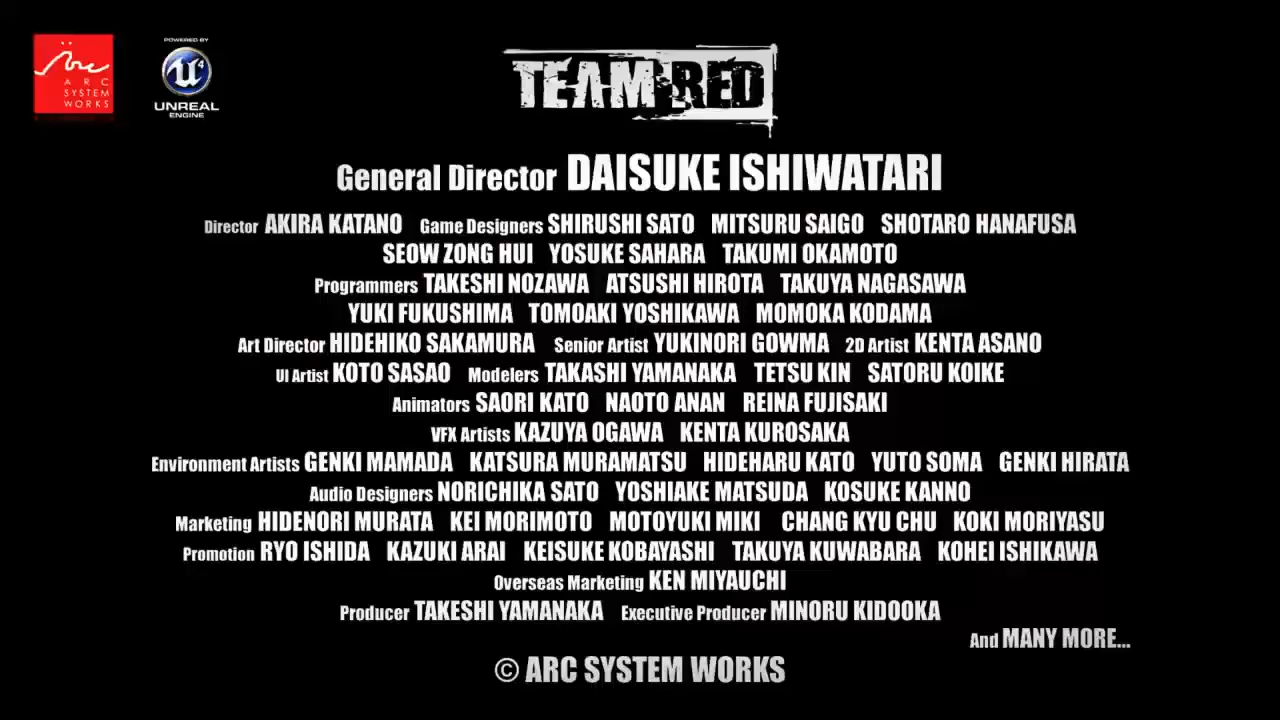 Arc
ARC
SYSTEM
WORKS
POWERED BY
U4
UNREAL
ENGINE
TEAM RED
General Director DAISUKE ISHIWATARI
Director AKIRA KATANO Game Designers SHIRUSHI SATO MITSURU SAIGO SHOTARO HANAFUSA
SEOW ZONG HUI YOSUKE SAHARA TAKUMI OKAMOTO
Programmers TAKESHI NOZAWA ATSUSHI HIROTA TAKUYA NAGASAWA
YUKI FUKUSHIMA TOMOAKI YOSHIKAWA MOMOKA KODAMA
Art Director HIDEHIKO SAKAMURA Senior Artist YUKINORI GOWMA 2D Artist KENTA ASANO
UI Artist KOTO SASAO Modelers TAKASHI YAMANAKA TETSU KIN SATORU KOIKE
Animators SAORI KATO NAOTO ANAN REINA FUJISAKI
VFX Artists KAZUYA OGAWA KENTA KUROSAKA
Environment Artists GENKI MAMADA KATSURA MURAMATSU HIDEHARU KATO YUTO SOMA GENKI HIRATA
Audio Designers NORICHIKA SATO YOSHIAKE MATSUDA KOSUKE KANNO
Marketing HIDENORI MURATA KEI MORIMOTO MOTOYUKI MIKI CHANG KYU CHU KOKI MORIYASU
Promotion RYO ISHIDA KAZUKI ARAI KEISUKE KOBAYASHI TAKUYA KUWABARA KOHEI ISHIKAWA
Overseas Marketing KEN MIYAUCHI
Producer TAKESHI YAMANAKA Executive Producer MINORU KIDOOKA
And MANY MORE...
© ARC SYSTEM WORKS